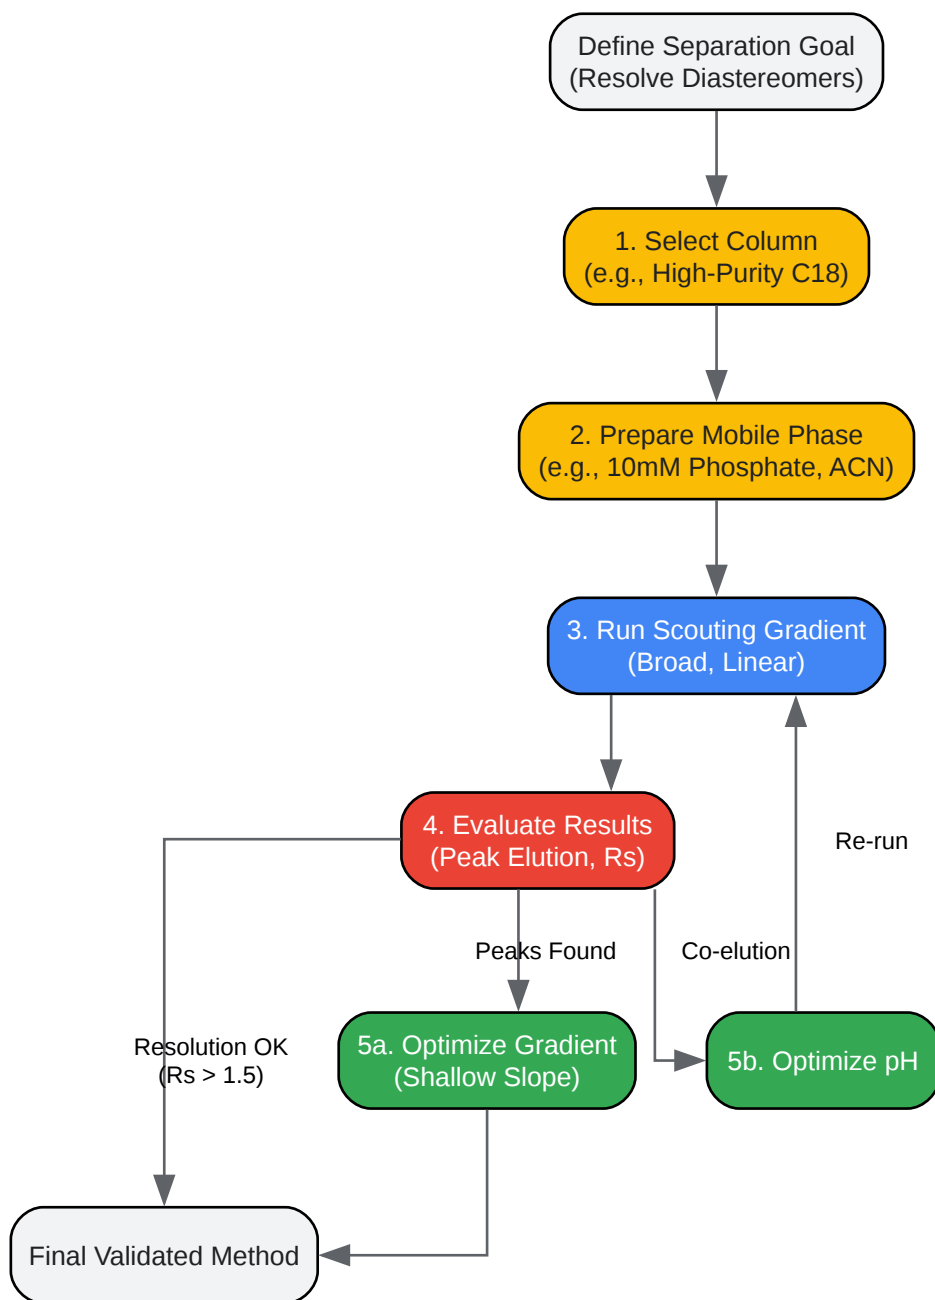 Define Separation Goal
(Resolve Diastereomers)
1. Select Column
(e.g., High-Purity C18)
2. Prepare Mobile Phase
(e.g., 10mM Phosphate, ACN)
3. Run Scouting Gradient
(Broad, Linear)
4. Evaluate Results
(Peak Elution, Rs)
Re-run
Peaks Found
Co-elution
Resolution OK
(Rs > 1.5)
5a. Optimize Gradient
(Shallow Slope)
5b. Optimize pH
Final Validated Method